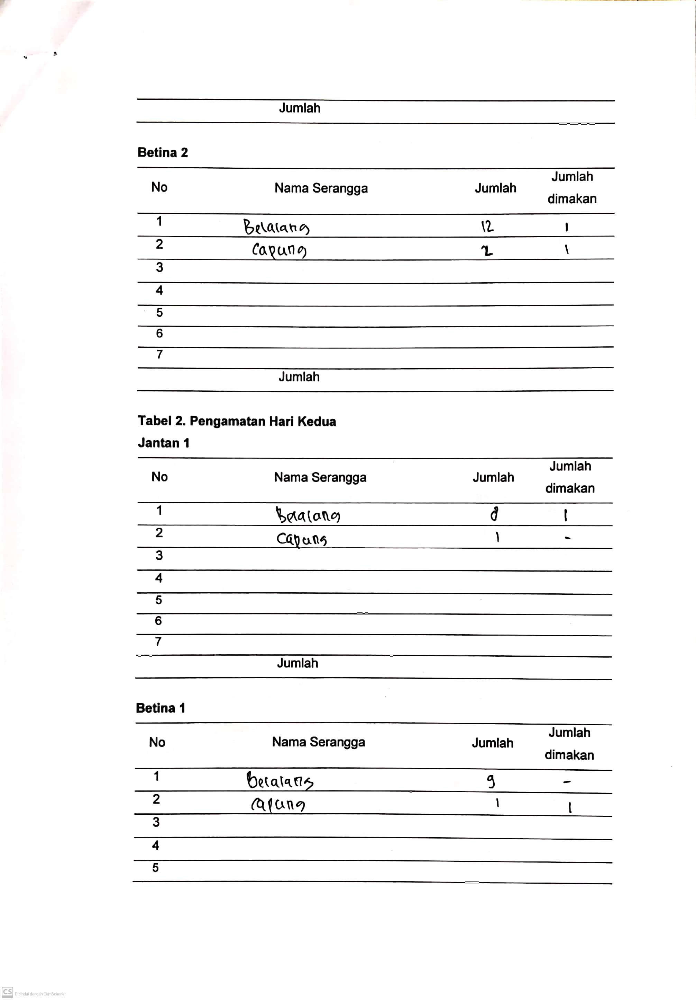 Jumlah
Betina 2
No Nama Serangga Jumlah Jumlah dimakan
1 Belalang 12 1
2 Capung 2 1
3
4
5
6
7
Jumlah
Tabel 2. Pengamatan Hari Kedua
Jantan 1
No Nama Serangga Jumlah Jumlah dimakan
1 Belalang 8 1
2 Capung 1 -
3
4
5
6
7
Jumlah
Betina 1
No Nama Serangga Jumlah Jumlah dimakan
1 Belalang 9 -
2 Capung 1 1
3
4
5
CS Dipindai dengan CamScanner